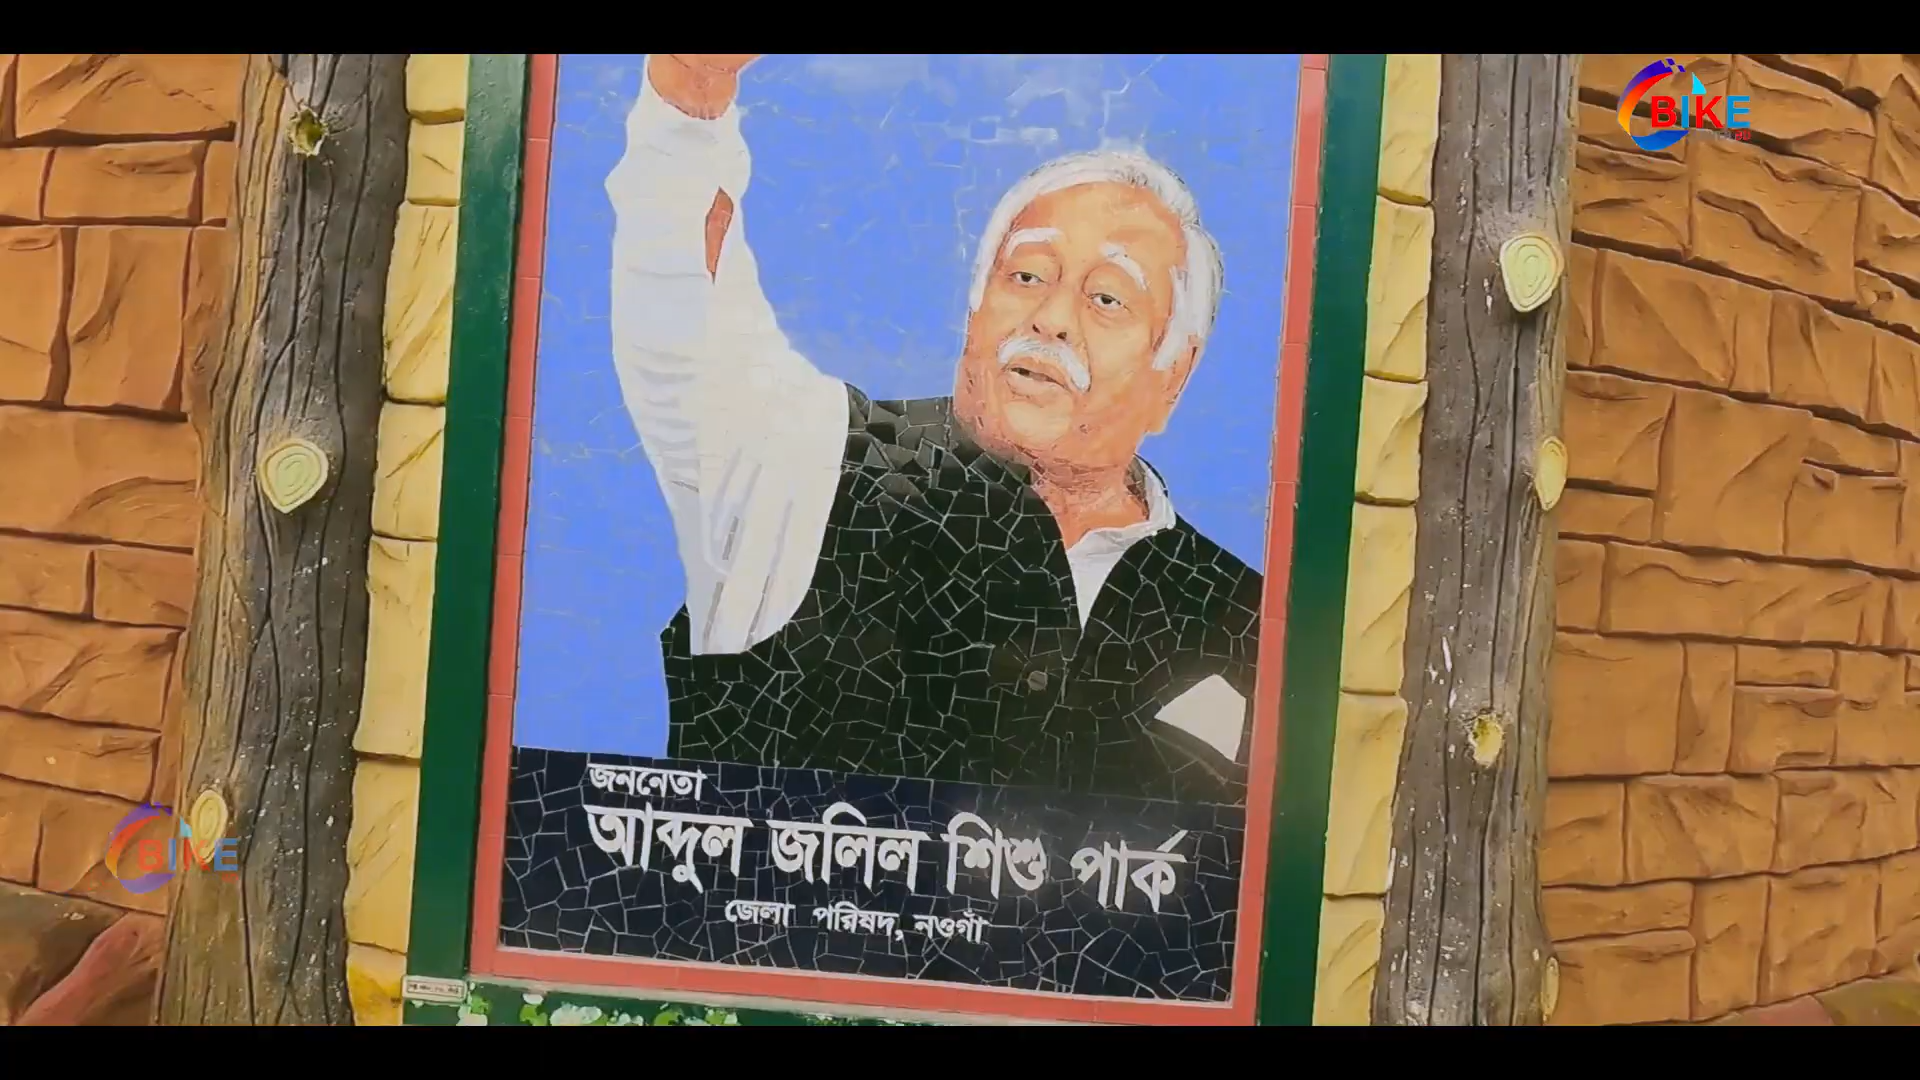 BIKE
জননেতা
আব্দুল জলিল শিশু পার্ক
জেলা পরিষদ, নওগাঁ
BIKE